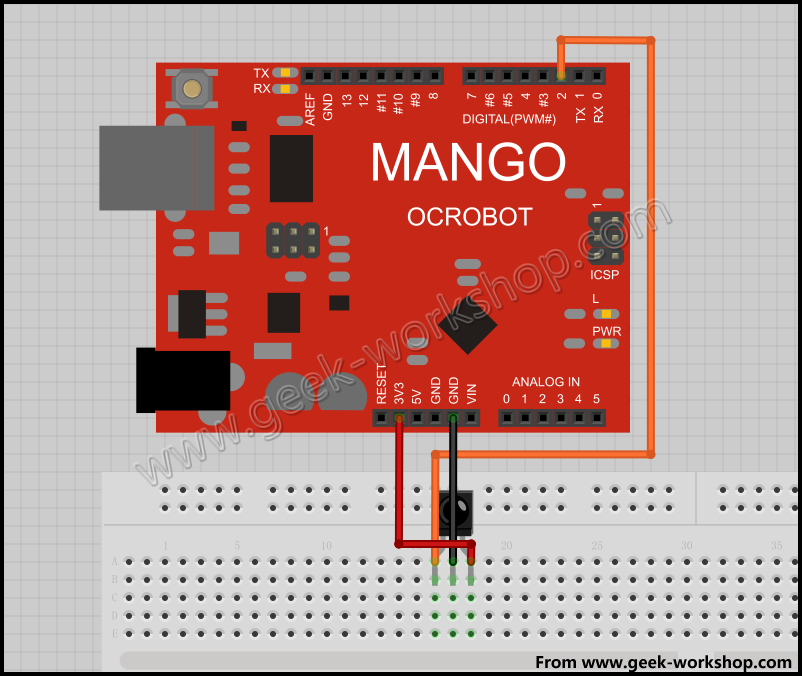 TX
RX
AREF
GND
13
12
#11
#10
#9
8
7
#6
#5
4
#3
2
TX 1
RX 0
DIGITAL(PWM#)
MANGO
OCROBOT
1
1
ICSP
L
PWR
www.geek-workshop.com
RESET
3V3
5V
GND
GND
VIN
ANALOG IN
0 1 2 3 4 5
1 5 10 20 25 30 35
A
B
C
D
E
From www.geek-workshop.com